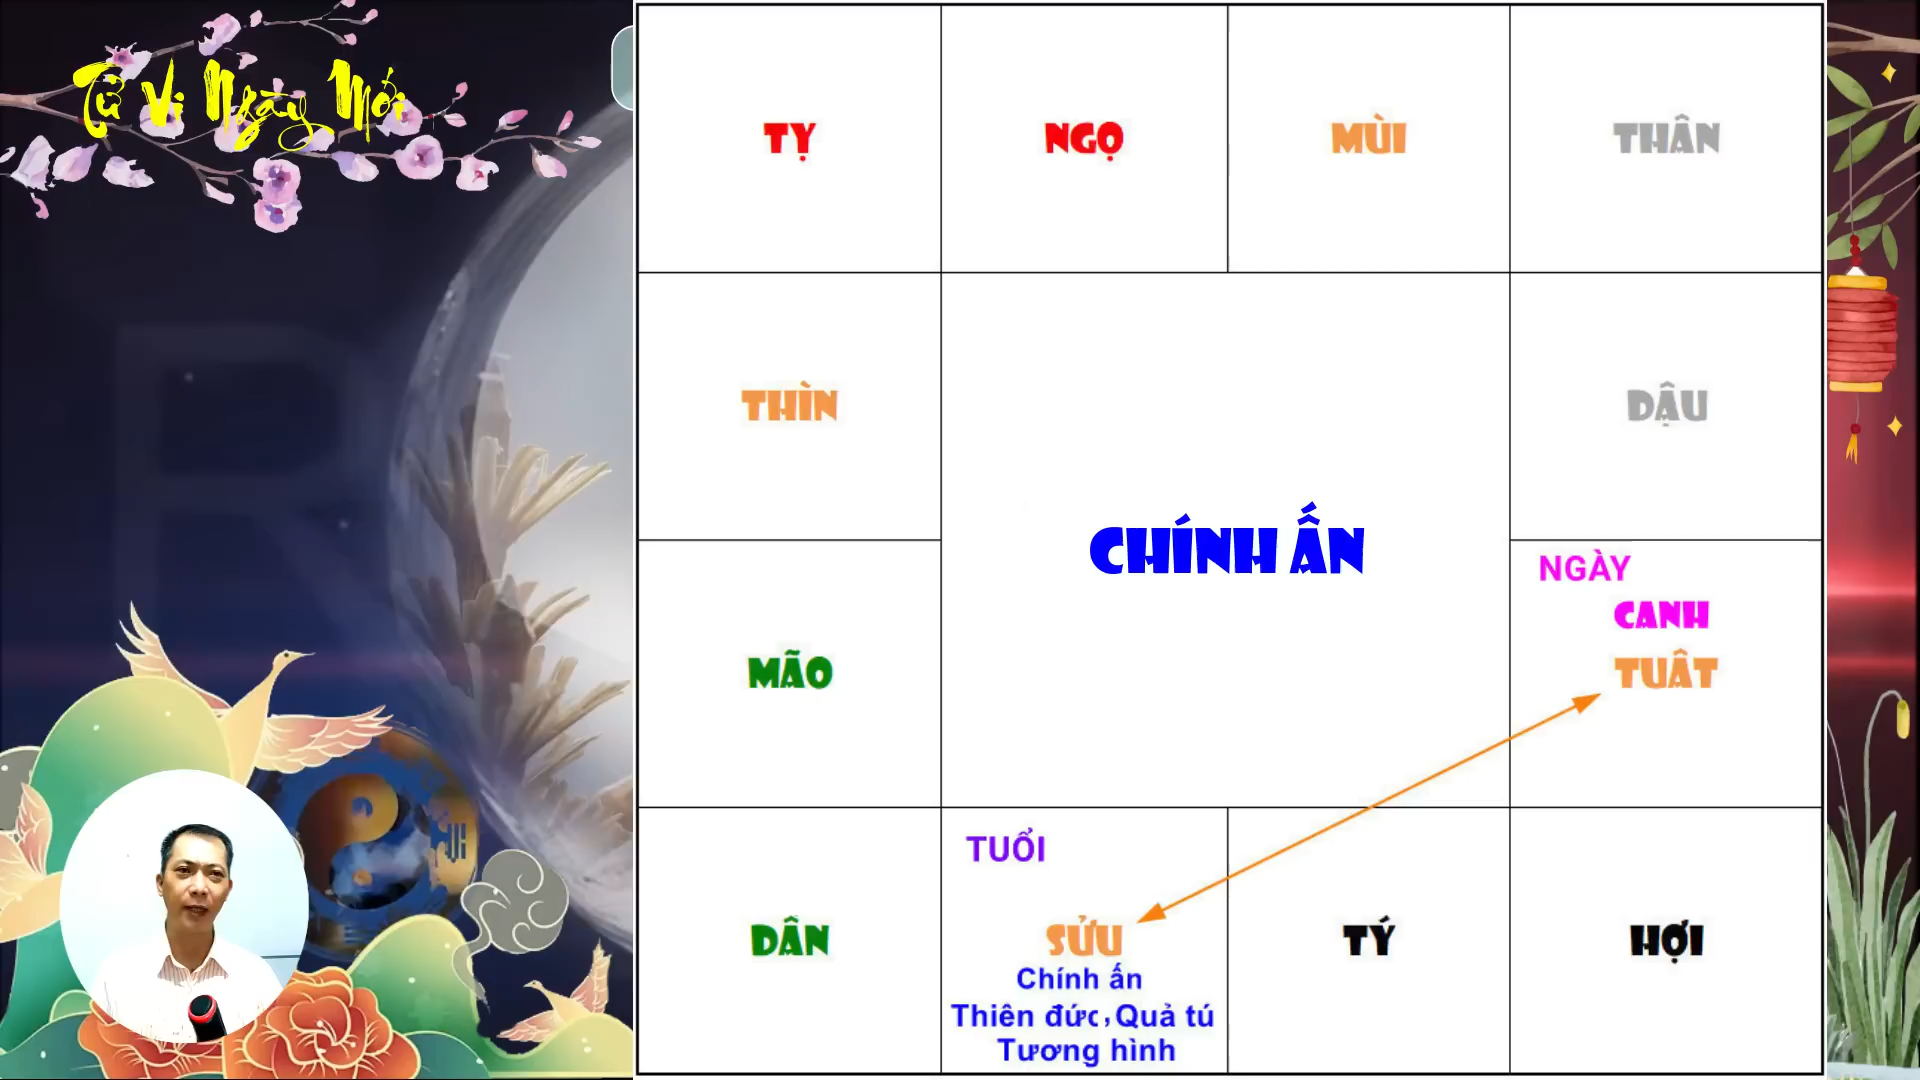 Tử Vi Ngày Mới
TỴ
NGỌ
MÙI
THÂN
THÌN
DẬU
CHÍNH ẤN
MÃO
NGÀY
CANH
TUẤT
DẦN
TUỔI
SỬU
Chính ấn
Thiên đức, Quả tú
Tương hình
TÝ
HỢI